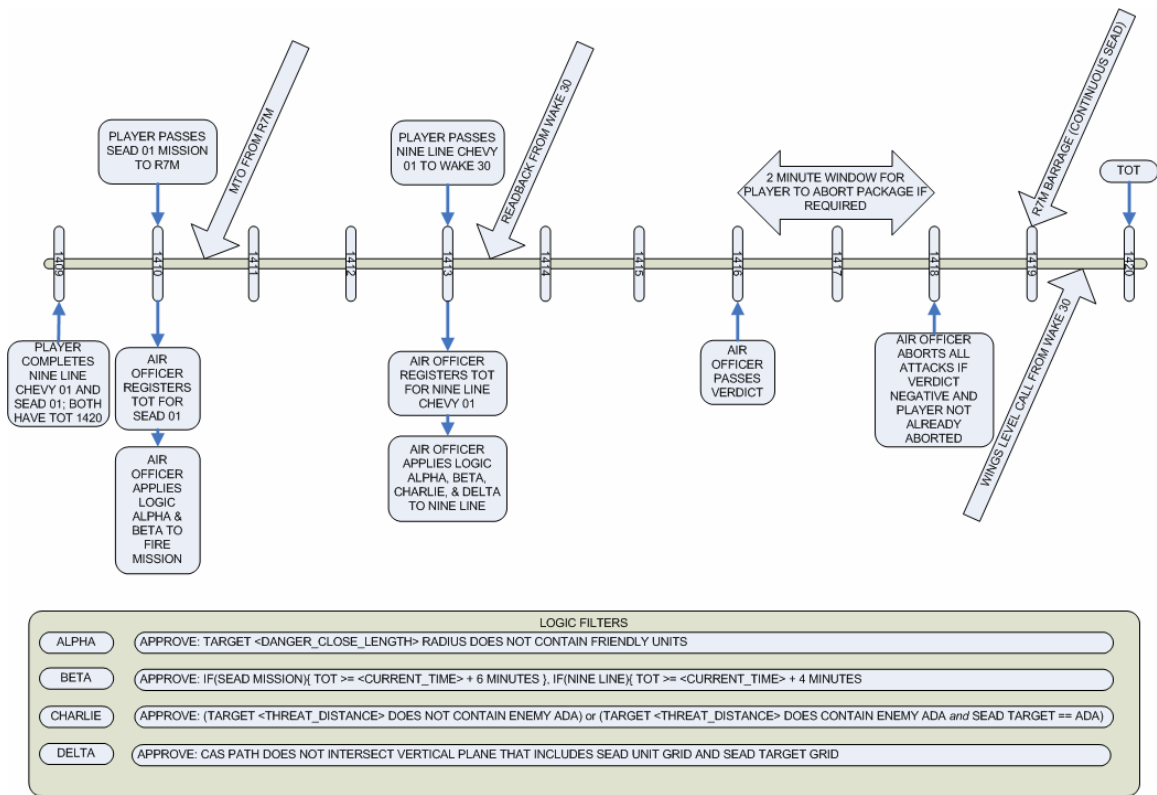 PLAYER PASSES
SEAD 01 MISSION
TO R7M
MTO FROM R7M
PLAYER PASSES
NINE LINE CHEVY
01 TO WAKE 30
READBACK FROM WAKE 30
2 MINUTE WINDOW FOR
PLAYER TO ABORT PACKAGE IF
REQUIRED
R7M BARRAGE (CONTINUOUS SEAD)
TOT
1409
1410
1411
1412
1413
1414
1415
1416
1417
1418
1419
1420
PLAYER
COMPLETES
NINE LINE
CHEVY 01 AND
SEAD 01; BOTH
HAVE TOT 1420
AIR
OFFICER
REGISTERS
TOT FOR
SEAD 01
AIR
OFFICER
APPLIES
LOGIC
ALPHA &
BETA TO
FIRE
MISSION
AIR OFFICER
REGISTERS TOT
FOR NINE LINE
CHEVY 01
AIR OFFICER
APPLIES LOGIC
ALPHA, BETA,
CHARLIE, & DELTA
TO NINE LINE
AIR
OFFICER
PASSES
VERDICT
AIR OFFICER
ABORTS ALL
ATTACKS IF
VERDICT
NEGATIVE AND
PLAYER NOT
ALREADY
ABORTED
WINGS LEVEL CALL FROM WAKE 30
LOGIC FILTERS
ALPHA
APPROVE: TARGET <DANGER_CLOSE_LENGTH> RADIUS DOES NOT CONTAIN FRIENDLY UNITS
BETA
APPROVE: IF(SEAD MISSION){ TOT >= <CURRENT_TIME> + 6 MINUTES }, IF(NINE LINE){ TOT >= <CURRENT_TIME> + 4 MINUTES
CHARLIE
APPROVE: (TARGET <THREAT_DISTANCE> DOES NOT CONTAIN ENEMY ADA) or (TARGET <THREAT_DISTANCE> DOES CONTAIN ENEMY ADA and SEAD TARGET == ADA)
DELTA
APPROVE: CAS PATH DOES NOT INTERSECT VERTICAL PLANE THAT INCLUDES SEAD UNIT GRID AND SEAD TARGET GRID